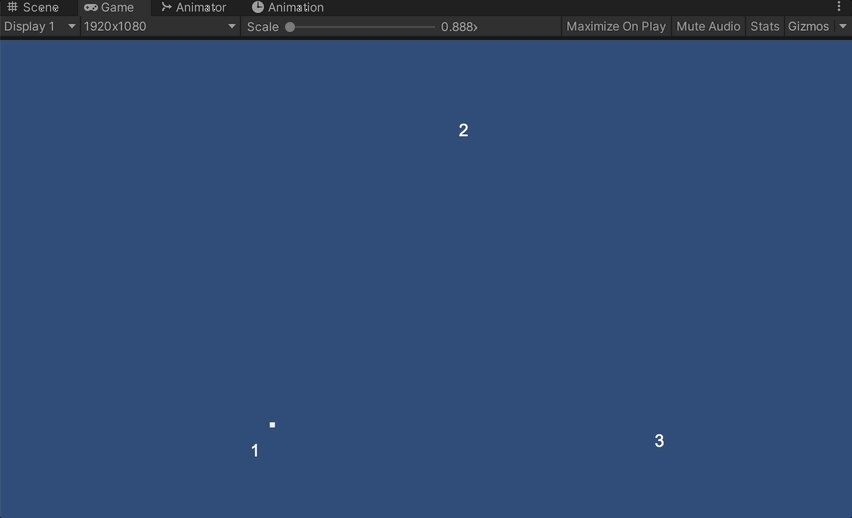 Scene Game Animator Animation
Display 1 1920x1080 Scale 0.888x Maximize On Play Mute Audio Stats Gizmos
2
1
3